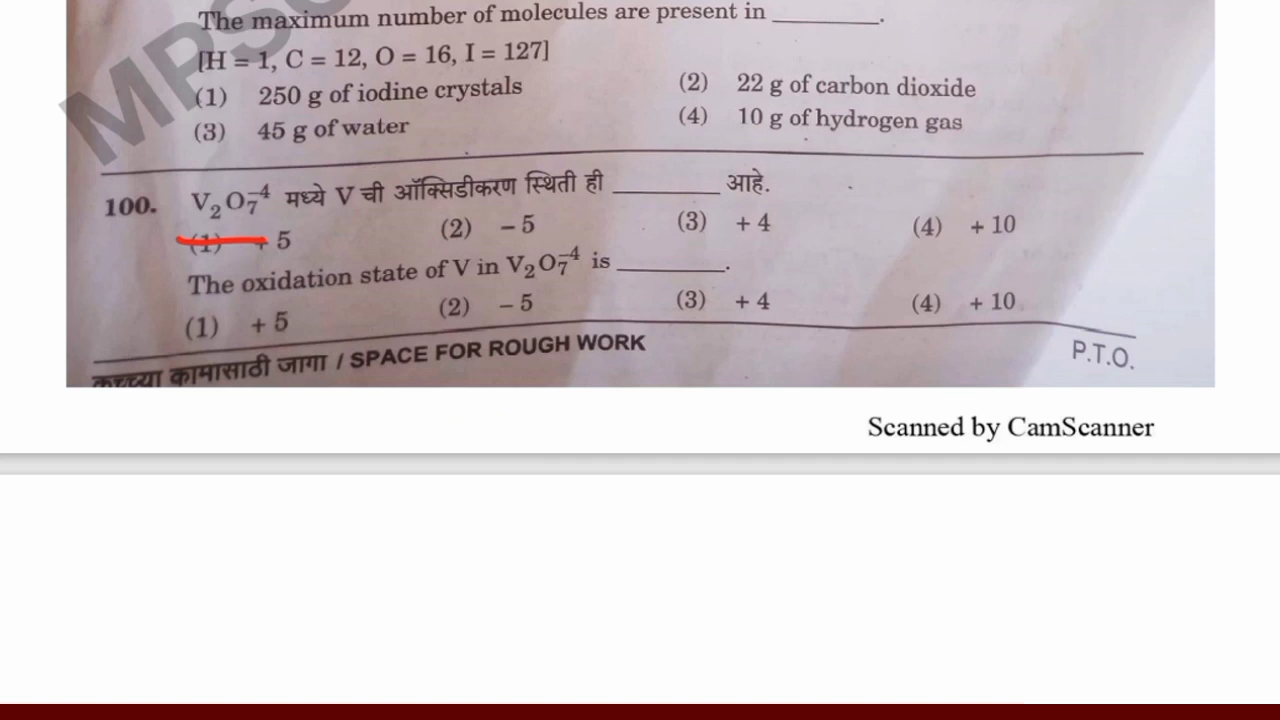 The maximum number of molecules are present in ________.
[H = 1, C = 12, O = 16, I = 127]
(1) 250 g of iodine crystals (2) 22 g of carbon dioxide
(3) 45 g of water (4) 10 g of hydrogen gas
100. V₂O₇⁻⁴ मध्ये V ची ऑक्सिडीकरण स्थिती ही ________ आहे.
(1) + 5 (2) – 5 (3) + 4 (4) + 10
The oxidation state of V in V₂O₇⁻⁴ is ________.
(1) + 5 (2) – 5 (3) + 4 (4) + 10
कच्च्या कामासाठी जागा / SPACE FOR ROUGH WORK
P.T.O.
Scanned by CamScanner